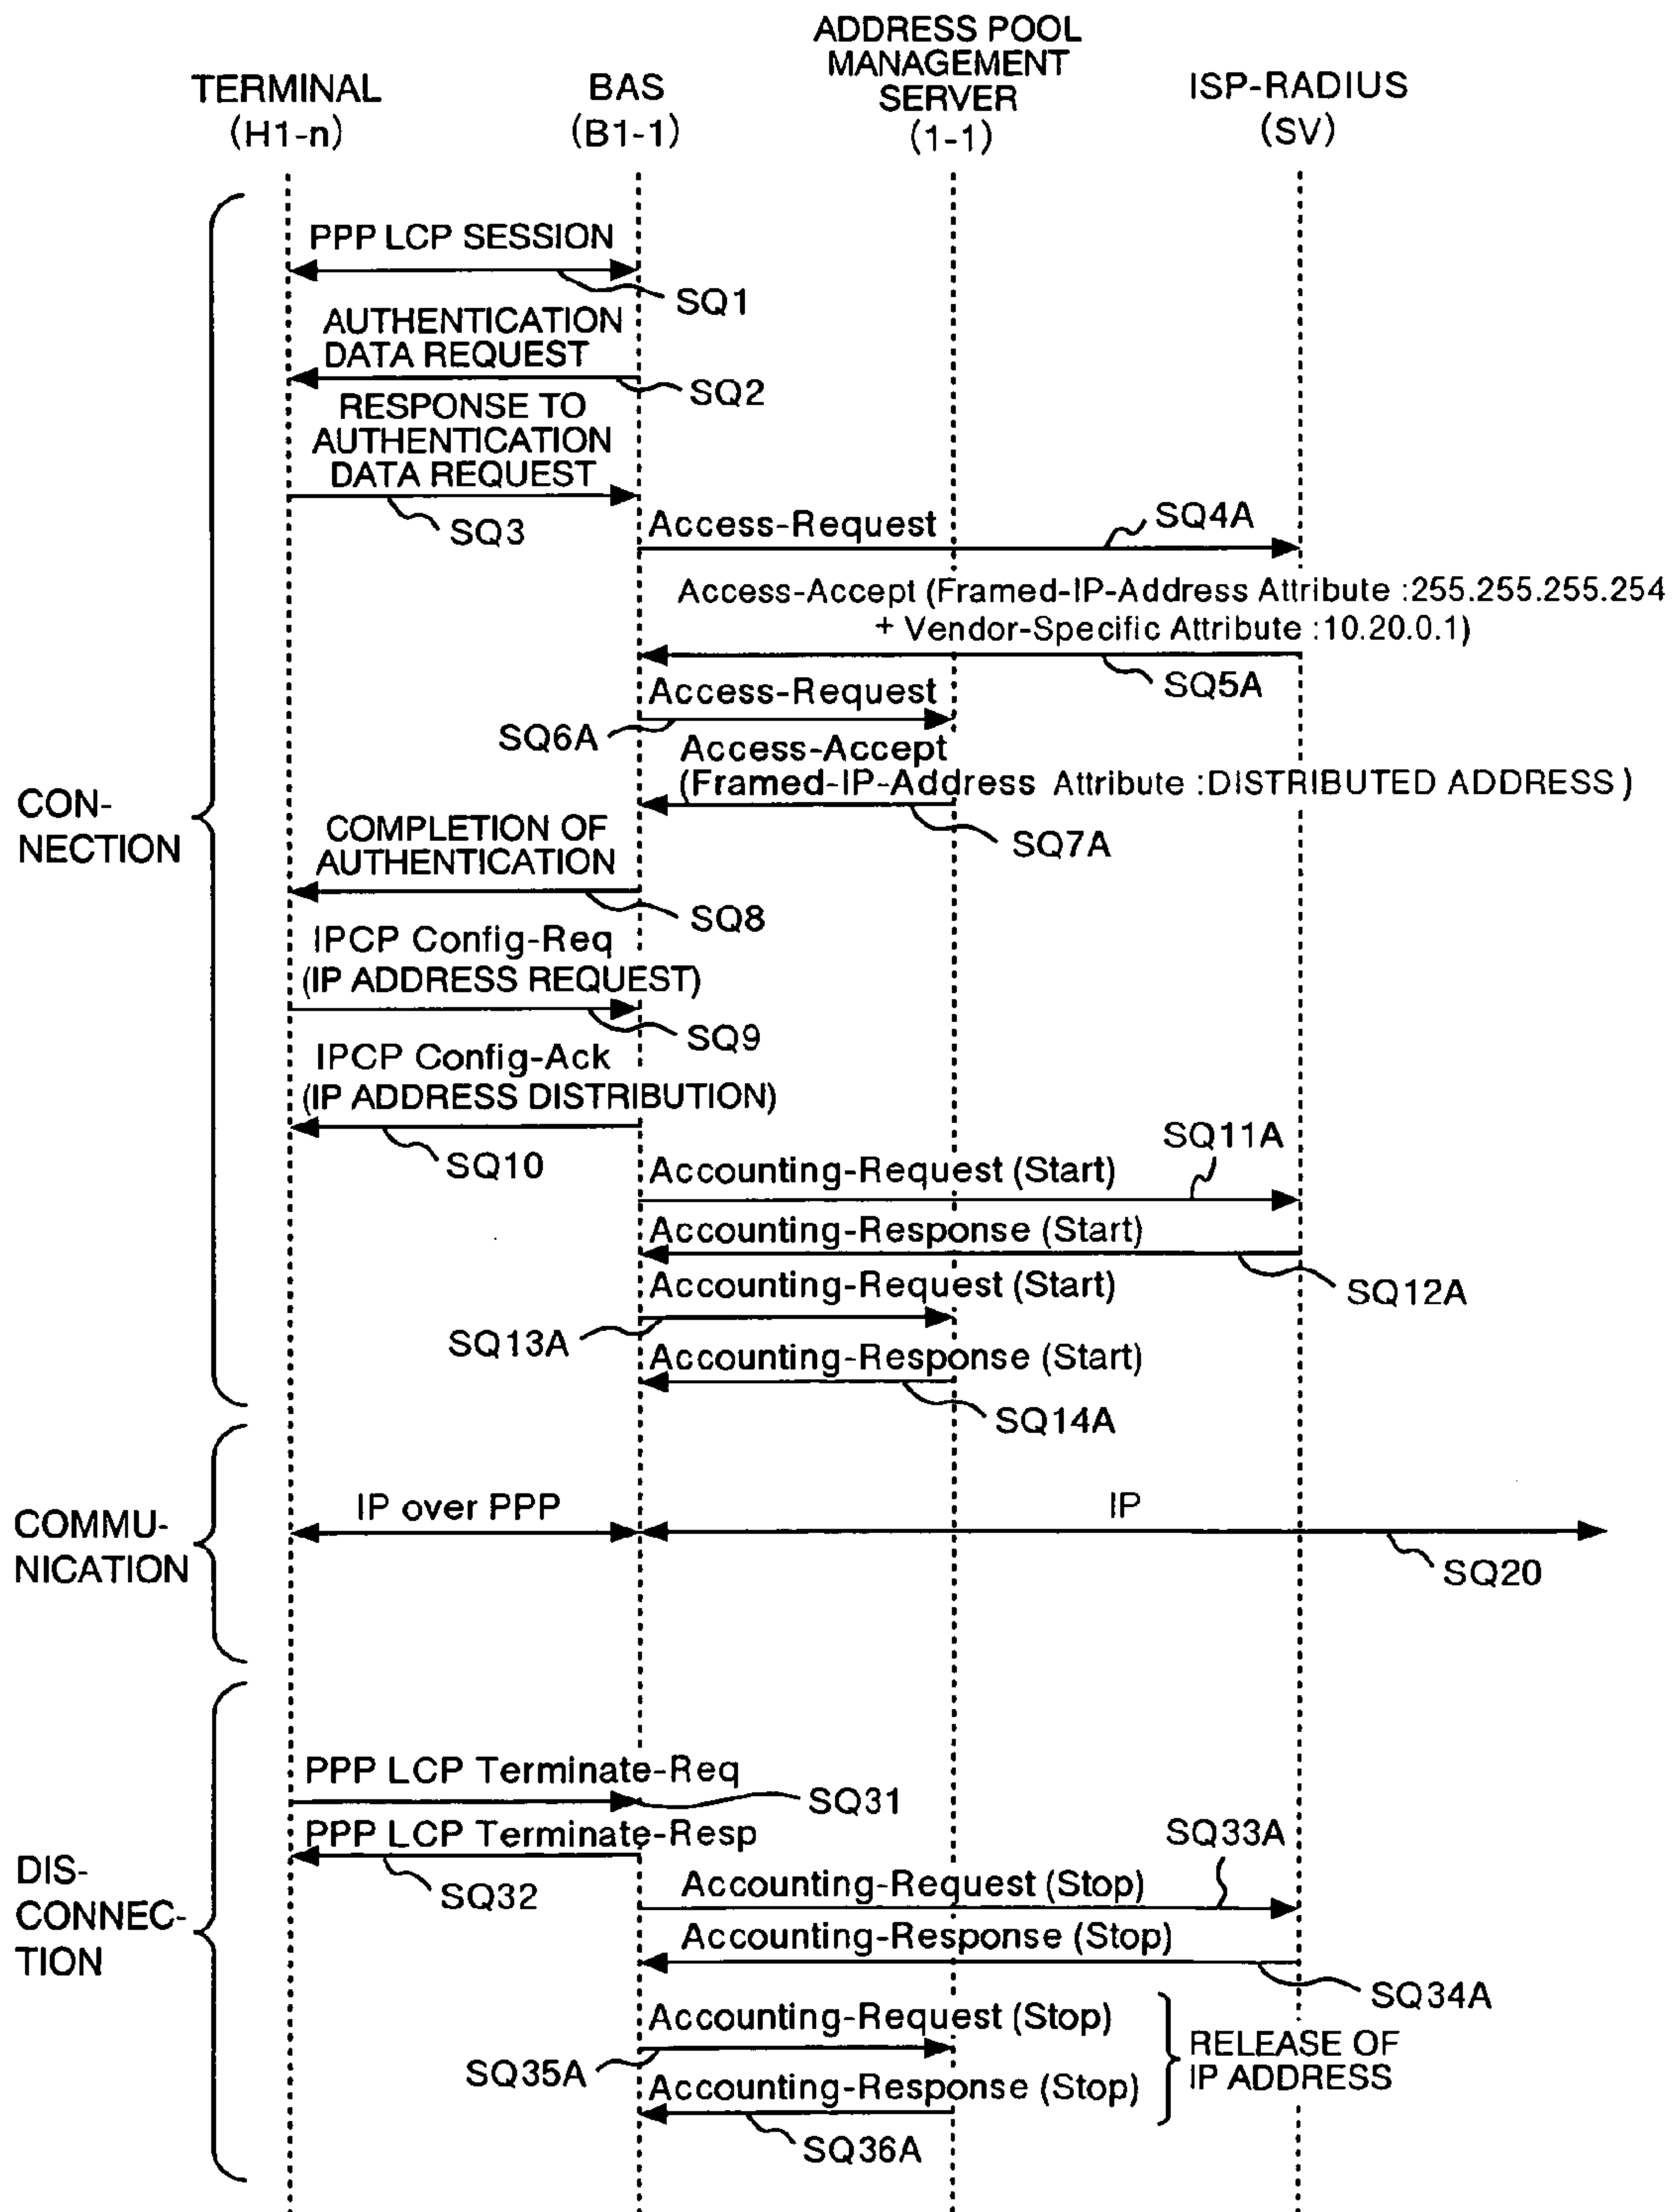 ADDRESS POOL
MANAGEMENT
SERVER
(1-1)
TERMINAL
(H1-n)
BAS
(B1-1)
ISP-RADIUS
(SV)
PPP LCP SESSION
SQ1
AUTHENTICATION
DATA REQUEST
SQ2
RESPONSE TO
AUTHENTICATION
DATA REQUEST
SQ3
Access-Request
SQ4A
Access-Accept (Framed-IP-Address Attribute :255.255.255.254
+ Vendor-Specific Attribute :10.20.0.1)
SQ5A
Access-Request
SQ6A
Access-Accept
(Framed-IP-Address Attribute :DISTRIBUTED ADDRESS )
SQ7A
CON-
NECTION
COMPLETION OF
AUTHENTICATION
SQ8
IPCP Config-Req
(IP ADDRESS REQUEST)
SQ9
IPCP Config-Ack
(IP ADDRESS DISTRIBUTION)
SQ10
SQ11A
Accounting-Request (Start)
Accounting-Response (Start)
SQ12A
Accounting-Request (Start)
SQ13A
Accounting-Response (Start)
SQ14A
COMMU-
NICATION
IP over PPP
IP
SQ20
PPP LCP Terminate-Req
SQ31
PPP LCP Terminate-Resp
SQ32
SQ33A
DIS-
CONNEC-
TION
Accounting-Request (Stop)
Accounting-Response (Stop)
SQ34A
Accounting-Request (Stop)
SQ35A
Accounting-Response (Stop)
SQ36A
RELEASE OF
IP ADDRESS